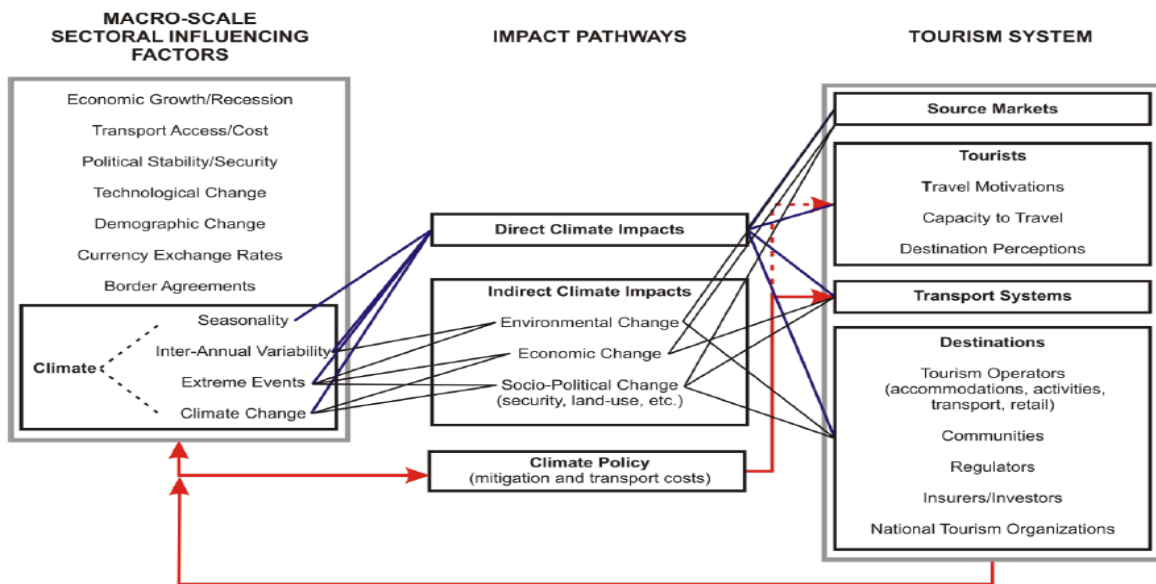 MACRO-SCALE
SECTORAL INFLUENCING
FACTORS
Economic Growth/Recession
Transport Access/Cost
Political Stability/Security
Technological Change
Demographic Change
Currency Exchange Rates
Border Agreements
Climate
Seasonality
Inter-Annual Variability
Extreme Events
Climate Change
IMPACT PATHWAYS
Direct Climate Impacts
Indirect Climate Impacts
Environmental Change
Economic Change
Socio-Political Change
(security, land-use, etc.)
Climate Policy
(mitigation and transport costs)
TOURISM SYSTEM
Source Markets
Tourists
Travel Motivations
Capacity to Travel
Destination Perceptions
Transport Systems
Destinations
Tourism Operators
(accommodations, activities,
transport, retail)
Communities
Regulators
Insurers/Investors
National Tourism Organizations